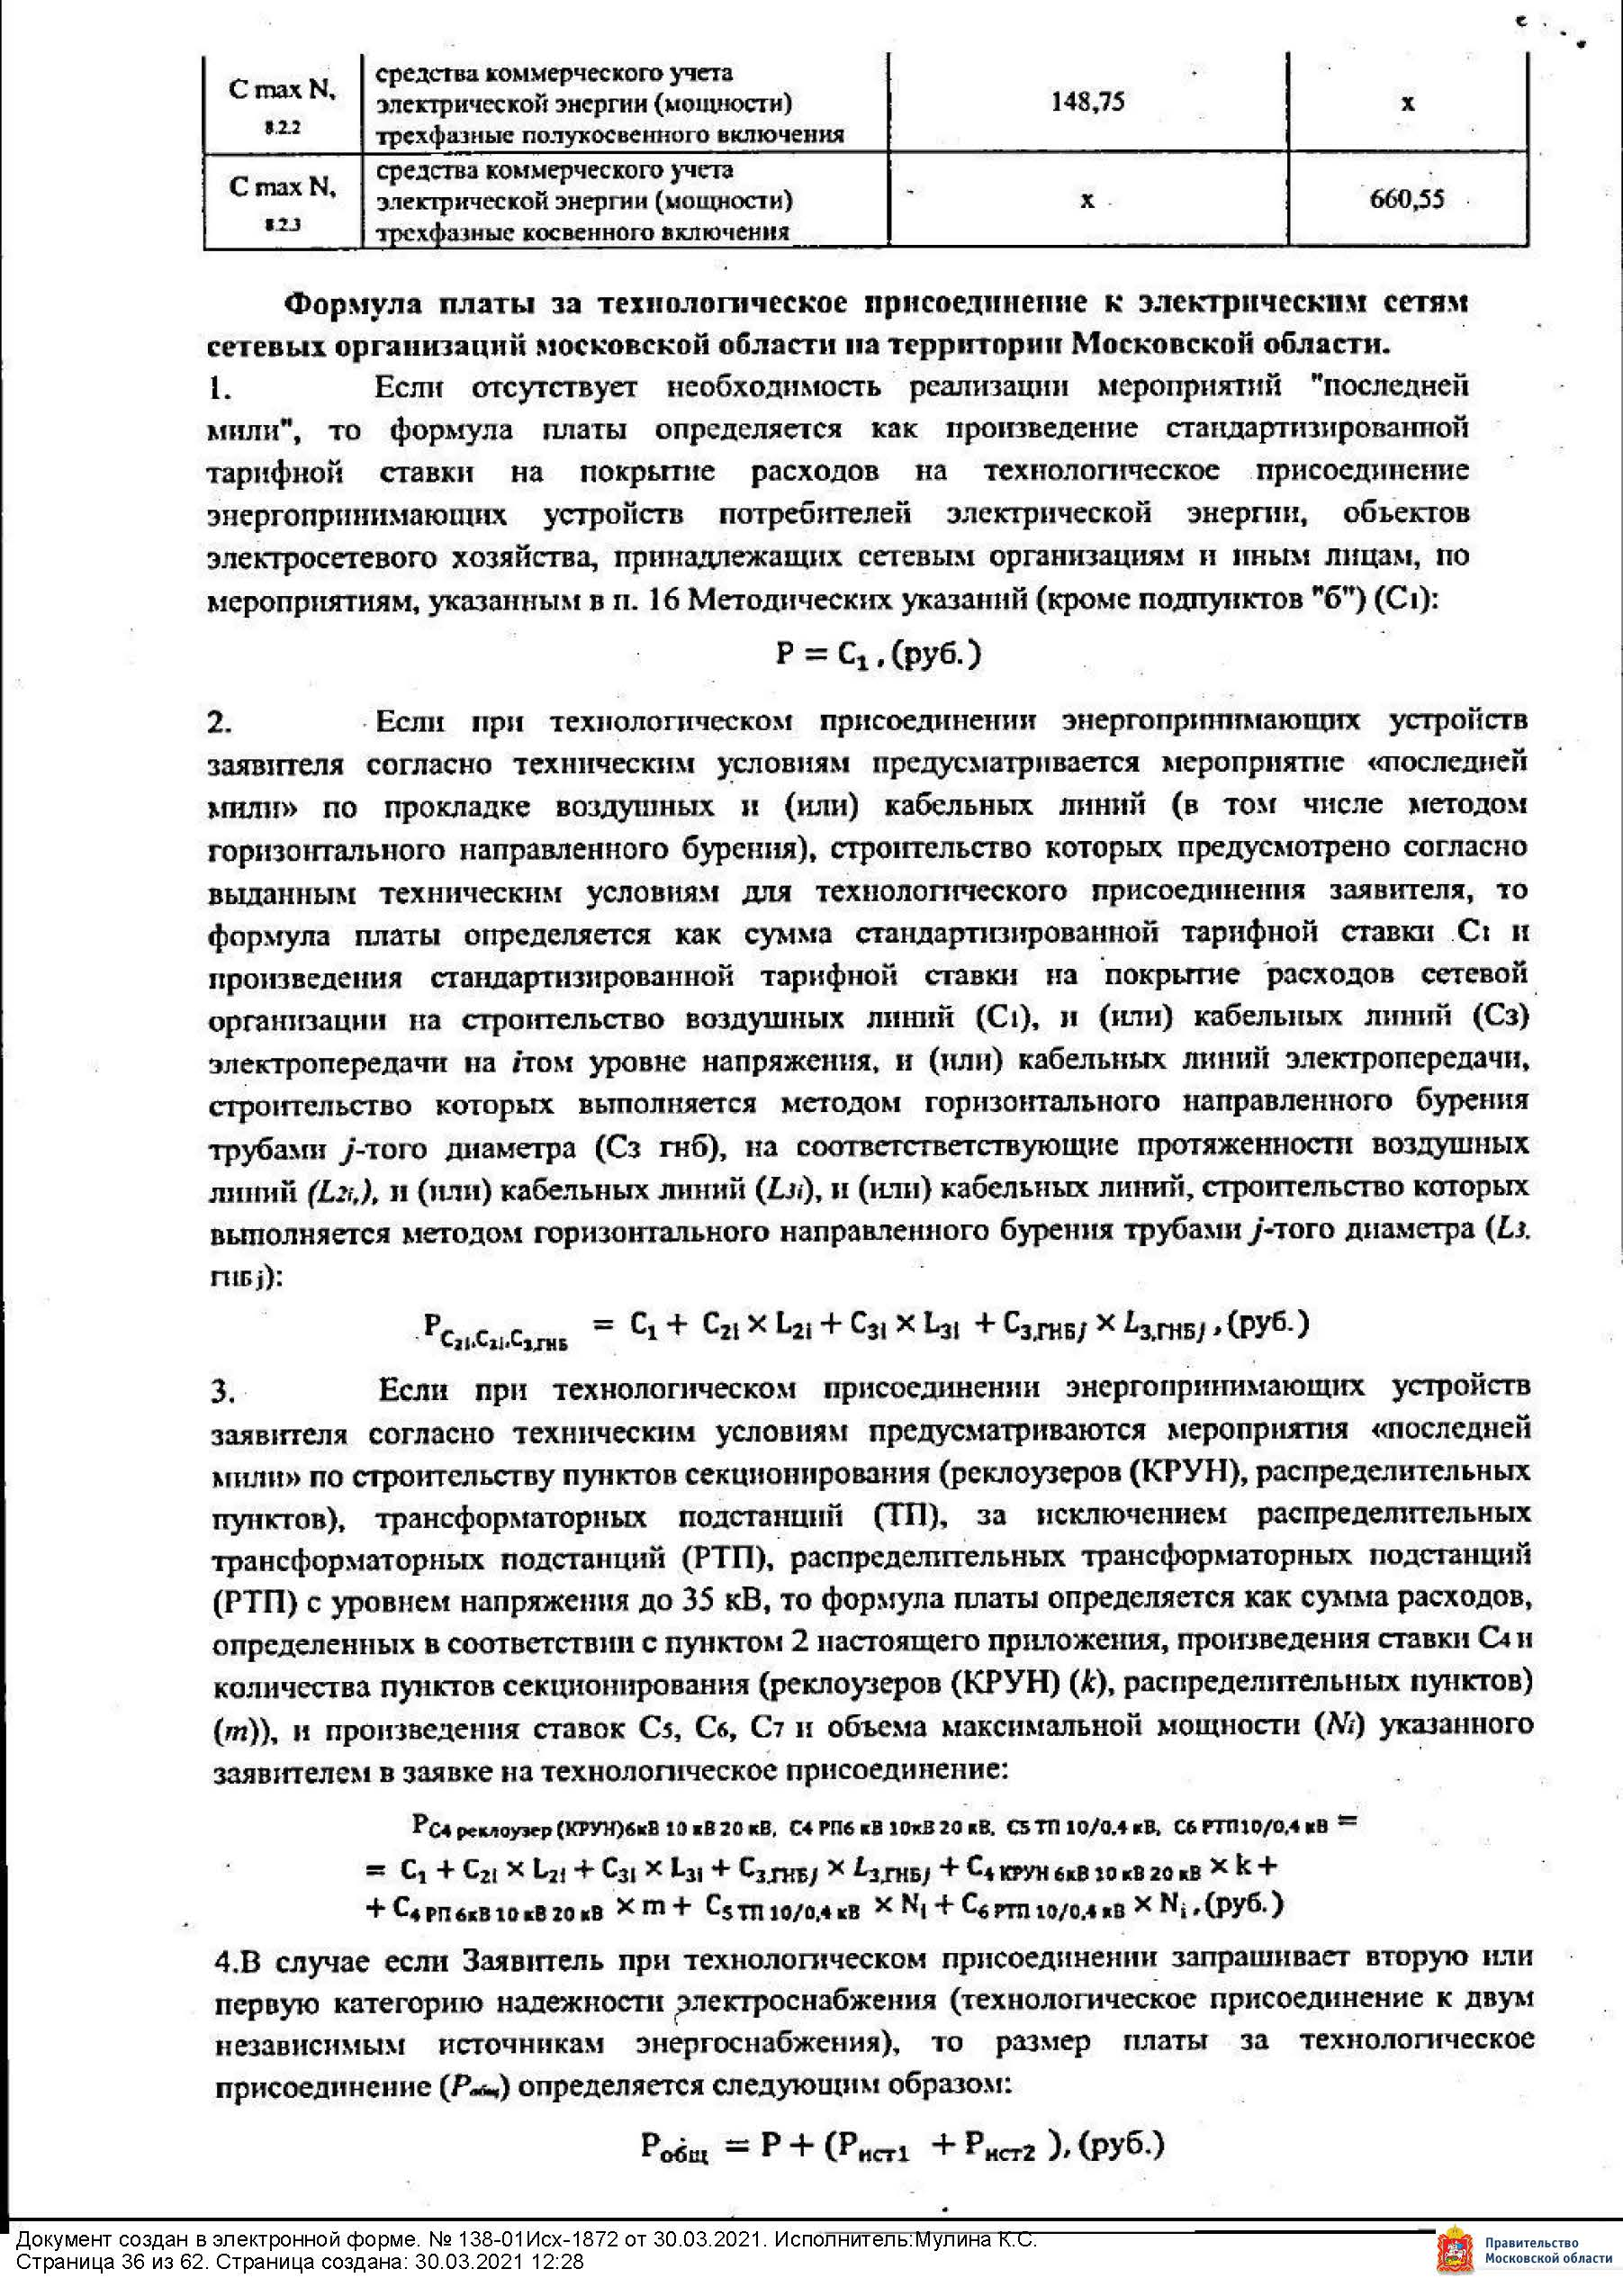 C max N,
8.2.2
средства коммерческого учета
электрической энергии (мощности)
трехфазные полукосвенного включения
148,75
x
C max N,
8.2.3
средства коммерческого учета
электрической энергии (мощности)
трехфазные косвенного включения
x
660,55
Формула платы за технологическое присоединение к электрическим сетям
сетевых организаций московской области на территории Московской области.
1. Если отсутствует необходимость реализации мероприятий "последней
мили", то формула платы определяется как произведение стандартизированной
тарифной ставки на покрытие расходов на технологическое присоединение
энергопринимающих устройств потребителей электрической энергии, объектов
электросетевого хозяйства, принадлежащих сетевым организациям и иным лицам, по
мероприятиям, указанным в п. 16 Методических указаний (кроме подпунктов "б") (C1):
P = C1 , (руб.)
2. Если при технологическом присоединении энергопринимающих устройств
заявителя согласно техническим условиям предусматривается мероприятие «последней
мили» по прокладке воздушных и (или) кабельных линий (в том числе методом
горизонтального направленного бурения), строительство которых предусмотрено согласно
выданным техническим условиям для технологического присоединения заявителя, то
формула платы определяется как сумма стандартизированной тарифной ставки C1 и
произведения стандартизированной тарифной ставки на покрытие расходов сетевой
организации на строительство воздушных линий (C1), и (или) кабельных линий (C3)
электропередачи на iтом уровне напряжения, и (или) кабельных линий электропередачи,
строительство которых выполняется методом горизонтального направленного бурения
трубами j-того диаметра (C3 гнб), на соответстветствующие протяженности воздушных
линий (L2i,), и (или) кабельных линий (L3i), и (или) кабельных линий, строительство которых
выполняется методом горизонтального направленного бурения трубами j-того диаметра (L3.
ГНБ j):
P C2i,C3i,C3,ГНБ = C1 + C2i × L2i + C3i × L3i + C3,ГНБj × L3,ГНБj , (руб.)
3. Если при технологическом присоединении энергопринимающих устройств
заявителя согласно техническим условиям предусматриваются мероприятия «последней
мили» по строительству пунктов секционирования (реклоузеров (КРУН), распределительных
пунктов), трансформаторных подстанций (ТП), за исключением распределительных
трансформаторных подстанций (РТП), распределительных трансформаторных подстанций
(РТП) с уровнем напряжения до 35 кВ, то формула платы определяется как сумма расходов,
определенных в соответствии с пунктом 2 настоящего приложения, произведения ставки C4 и
количества пунктов секционирования (реклоузеров (КРУН) (k), распределительных пунктов)
(m)), и произведения ставок C5, C6, C7 и объема максимальной мощности (Ni) указанного
заявителем в заявке на технологическое присоединение:
P C4 реклоузер (КРУН)6кВ 10 кВ 20 кВ, C4 РП6 кВ 10кВ 20 кВ, C5 ТП 10/0.4 кВ, C6 РТП10/0,4 кВ =
= C1 + C2i × L2i + C3i × L3i + C3,ГНБj × L3,ГНБj + C4 КРУН 6кВ 10 кВ 20 кВ × k +
+ C4 РП 6кВ 10 кВ 20 кВ × m + C5 ТП 10/0,4 кВ × Ni + C6 РТП 10/0,4 кВ × Ni , (руб.)
4.В случае если Заявитель при технологическом присоединении запрашивает вторую или
первую категорию надежности электроснабжения (технологическое присоединение к двум
независимым источникам энергоснабжения), то размер платы за технологическое
присоединение (Pобщ) определяется следующим образом:
Pобщ = P + (Pист1 + Pист2 ), (руб.)
Документ создан в электронной форме. № 138-01Исх-1872 от 30.03.2021. Исполнитель:Мулина К.С.
Страница 36 из 62. Страница создана: 30.03.2021 12:28
Правительство
Московской области